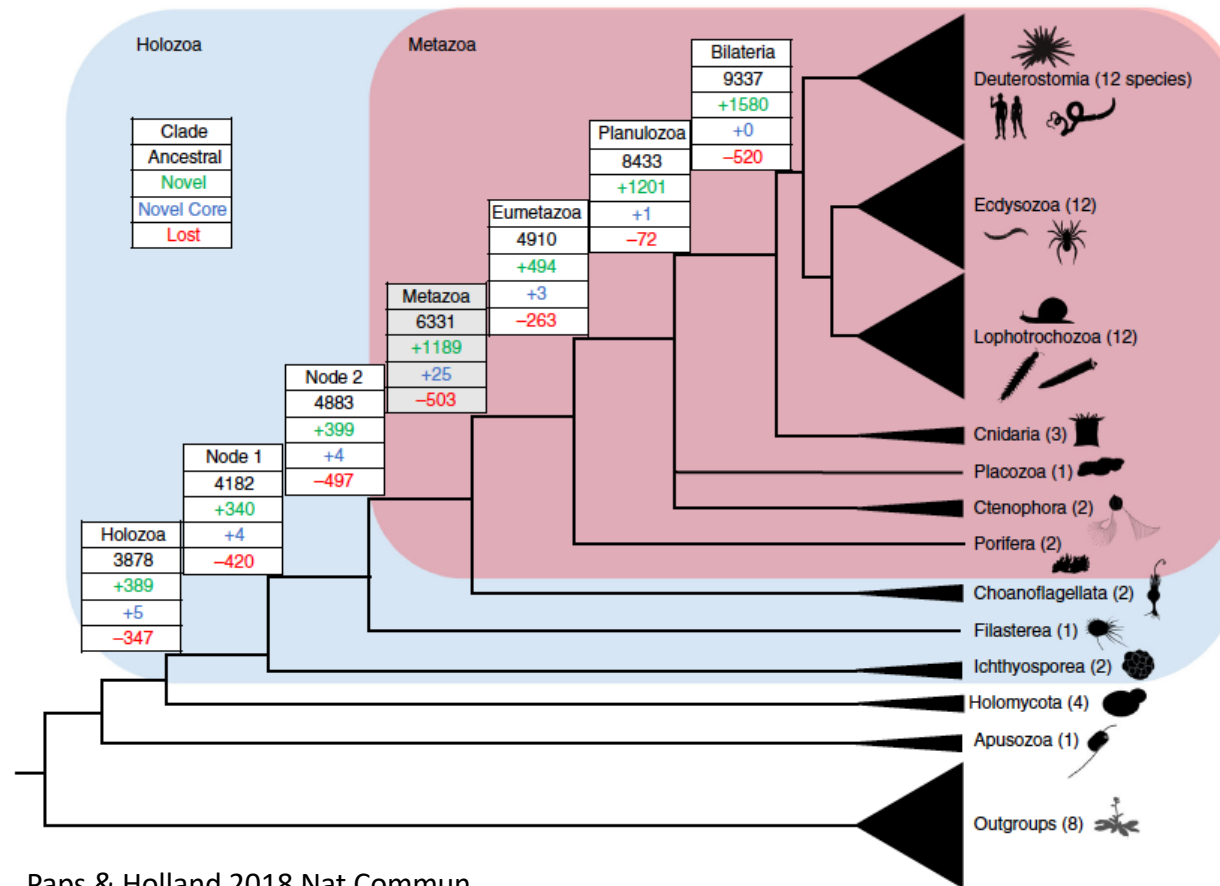 Holozoa
Metazoa
Clade
Ancestral
Novel
Novel Core
Lost
Bilateria
9337
+1580
+0
−520
Planulozoa
8433
+1201
+1
−72
Eumetazoa
4910
+494
+3
−263
Metazoa
6331
+1189
+25
−503
Node 2
4883
+399
+4
−497
Node 1
4182
+340
+4
−420
Holozoa
3878
+389
+5
−347
Deuterostomia (12 species)
Ecdysozoa (12)
Lophotrochozoa (12)
Cnidaria (3)
Placozoa (1)
Ctenophora (2)
Porifera (2)
Choanoflagellata (2)
Filasterea (1)
Ichthyosporea (2)
Holomycota (4)
Apusozoa (1)
Outgroups (8)
Paps & Holland 2018 Nat Commun